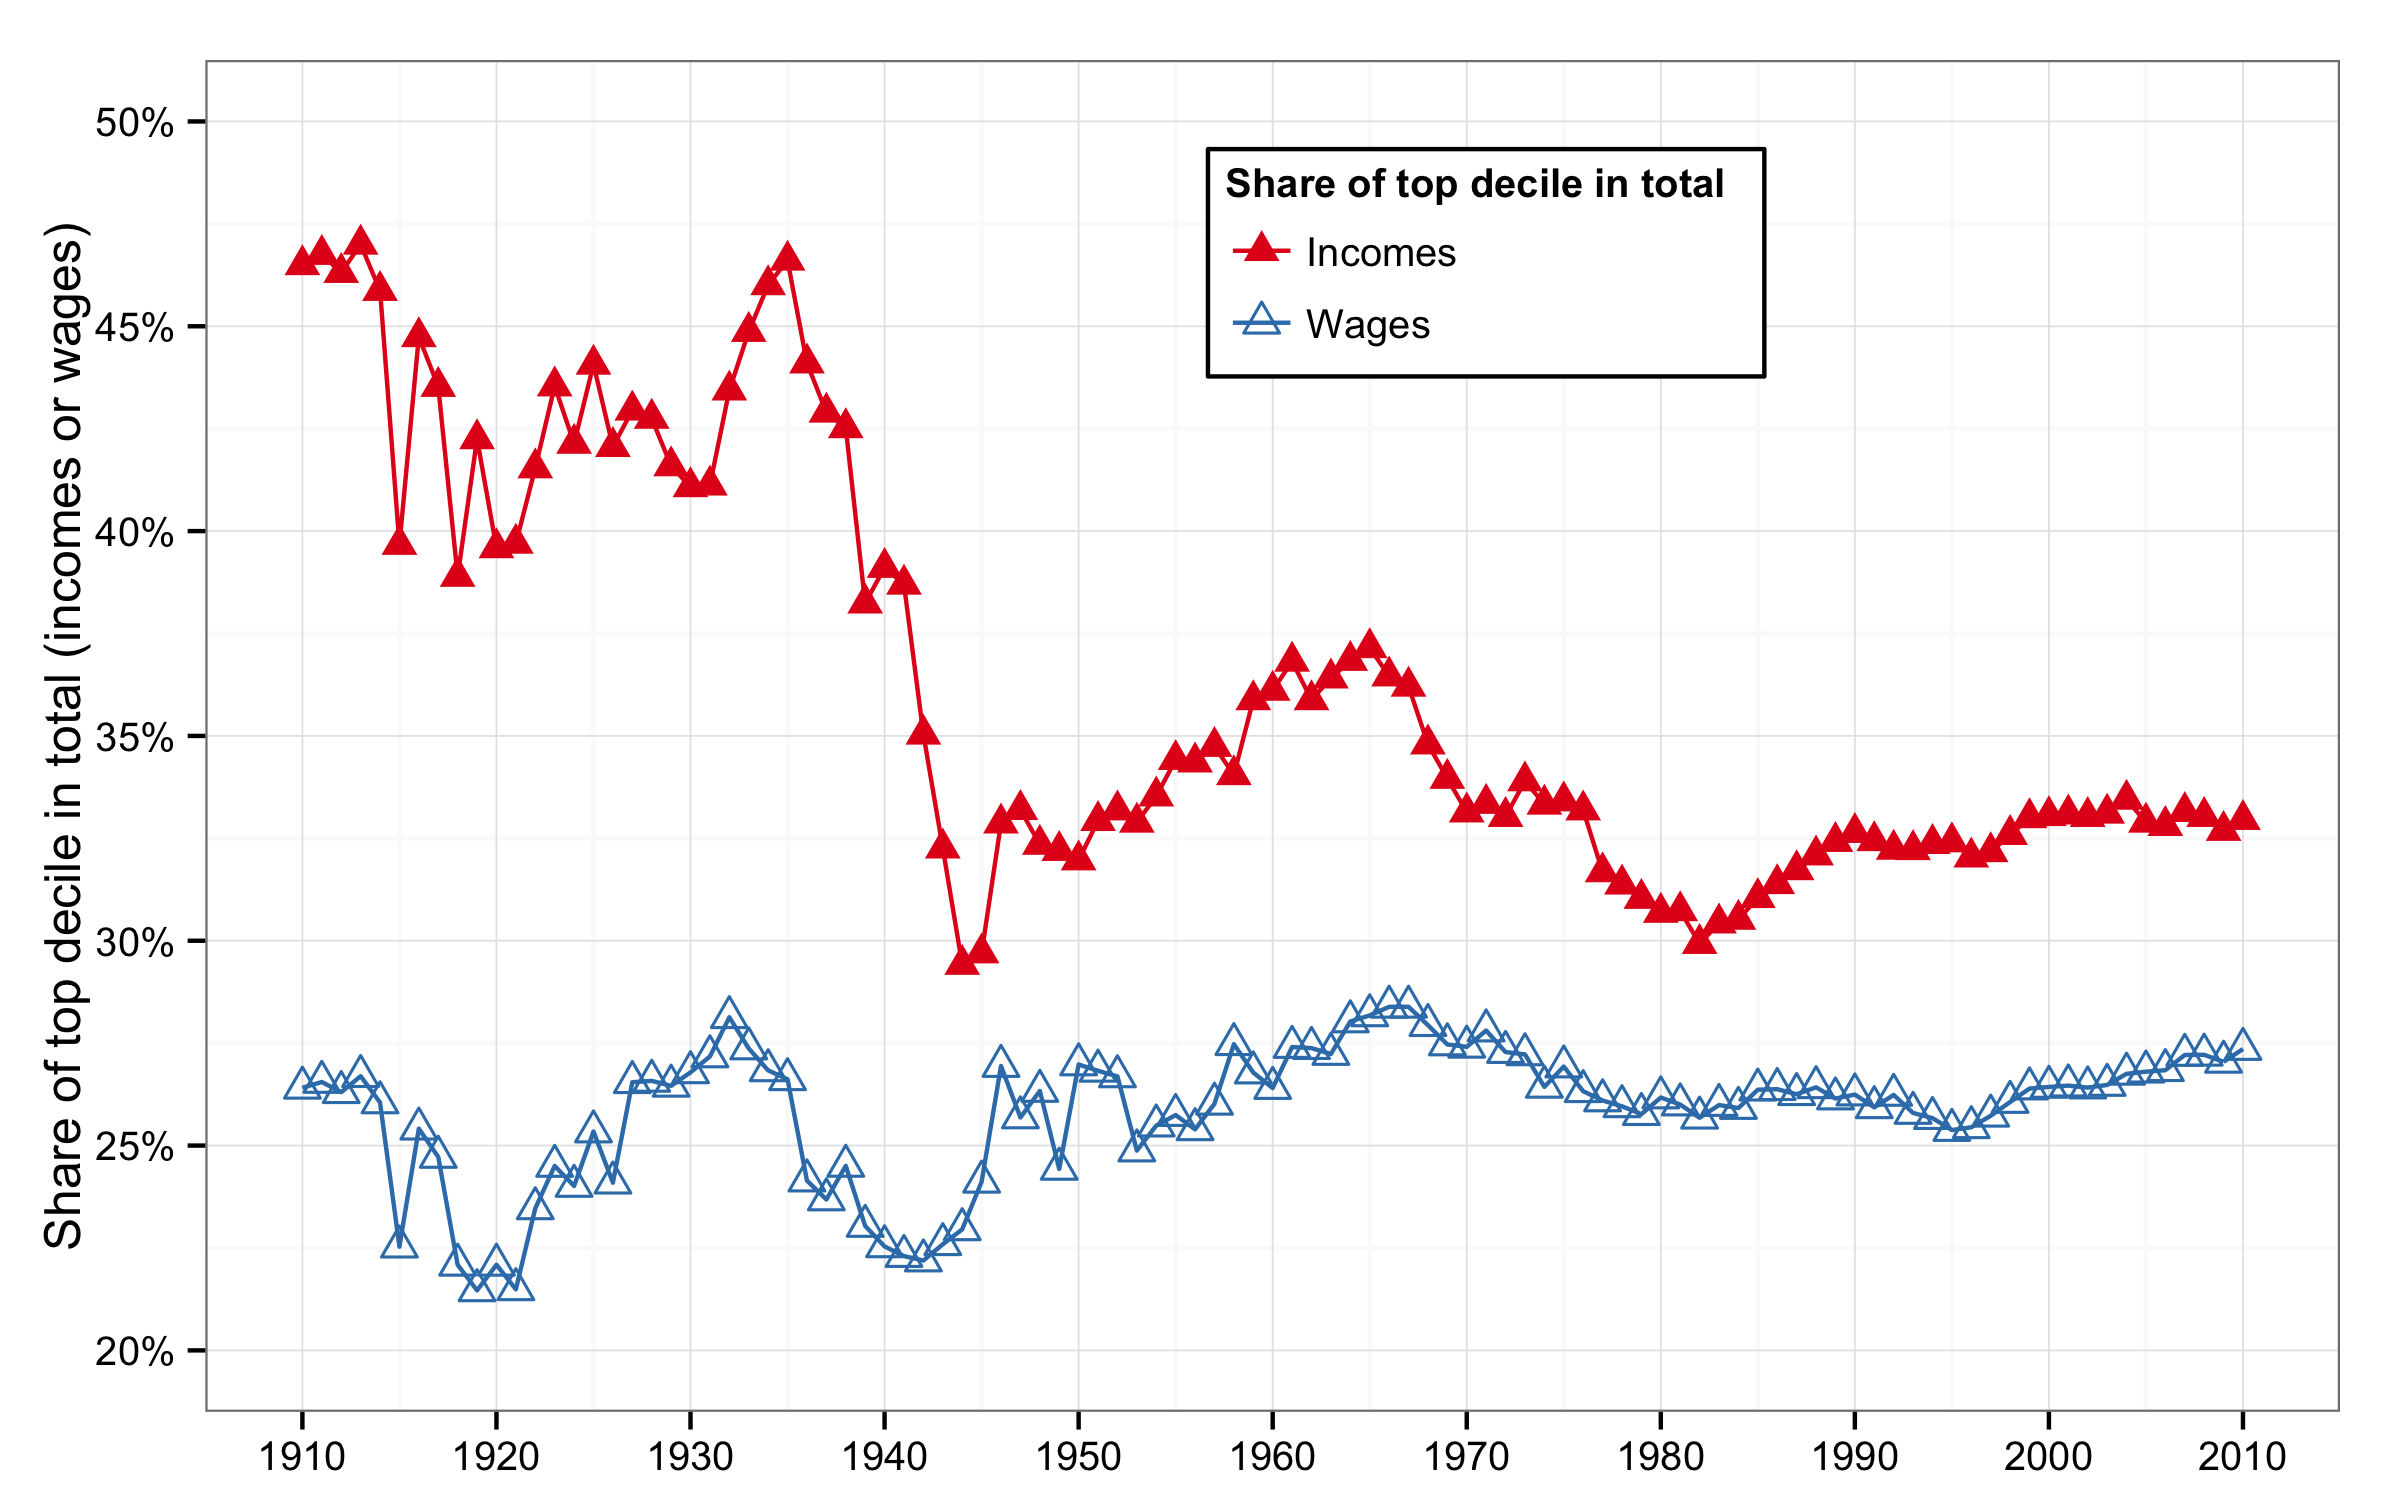 Share of top decile in total (incomes or wages)
50%
45%
40%
35%
30%
25%
20%
Share of top decile in total
Incomes
Wages
1910 1920 1930 1940 1950 1960 1970 1980 1990 2000 2010